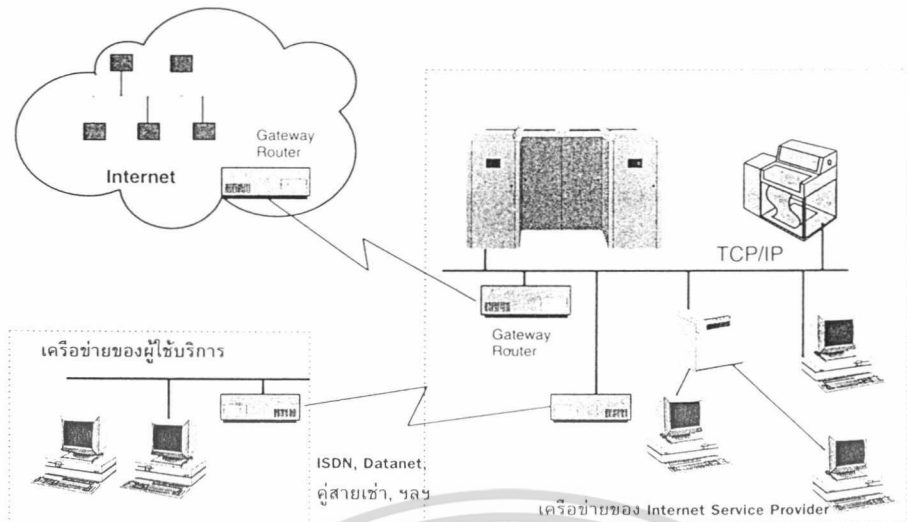 Gateway
Router
Internet
TCP/IP
Gateway
Router
เครือข่ายของผู้ใช้บริการ
ISDN, Datanet,
คู่สายเช่า, ฯลฯ
เครือข่ายของ Internet Service Provider